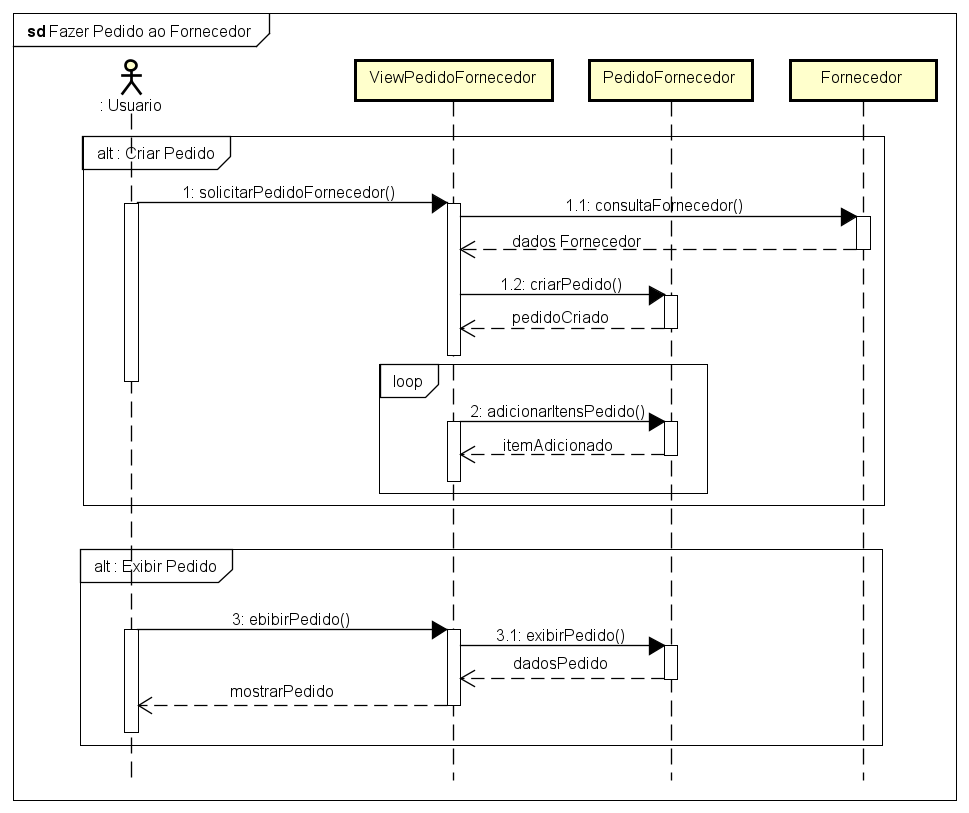 sd Fazer Pedido ao Fornecedor
: Usuario
ViewPedidoFornecedor
PedidoFornecedor
Fornecedor
alt : Criar Pedido
1: solicitarPedidoFornecedor()
1.1: consultaFornecedor()
dados Fornecedor
1.2: criarPedido()
pedidoCriado
loop
2: adicionarItensPedido()
itemAdicionado
alt : Exibir Pedido
3: ebibirPedido()
3.1: exibirPedido()
dadosPedido
mostrarPedido